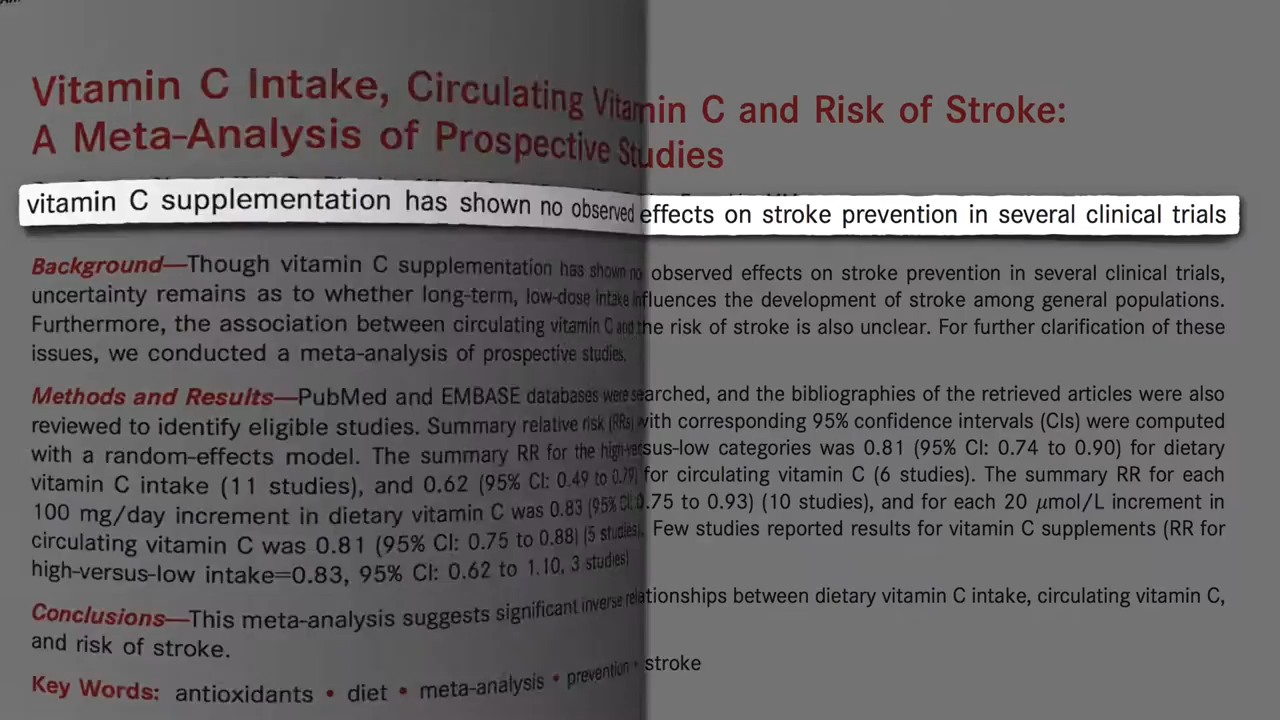 Vitamin C Intake, Circulating Vitamin C and Risk of Stroke:
A Meta-Analysis of Prospective Studies
vitamin C supplementation has shown no observed effects on stroke prevention in several clinical trials
Background—Though vitamin C supplementation has shown no observed effects on stroke prevention in several clinical trials,
uncertainty remains as to whether long-term, low-dose intake influences the development of stroke among general populations.
Furthermore, the association between circulating vitamin C and the risk of stroke is also unclear. For further clarification of these
issues, we conducted a meta-analysis of prospective studies.
Methods and Results—PubMed and EMBASE databases were searched, and the bibliographies of the retrieved articles were also
reviewed to identify eligible studies. Summary relative risk (RRs) with corresponding 95% confidence intervals (CIs) were computed
with a random-effects model. The summary RR for the high-versus-low categories was 0.81 (95% CI: 0.74 to 0.90) for dietary
vitamin C intake (11 studies), and 0.62 (95% CI: 0.49 to 0.79) for circulating vitamin C (6 studies). The summary RR for each
100 mg/day increment in dietary vitamin C was 0.83 (95% CI: 0.75 to 0.93) (10 studies), and for each 20 μmol/L increment in
circulating vitamin C was 0.81 (95% CI: 0.75 to 0.88) (5 studies). Few studies reported results for vitamin C supplements (RR for
high-versus-low intake=0.83, 95% CI: 0.62 to 1.10, 3 studies)
Conclusions—This meta-analysis suggests significant inverse relationships between dietary vitamin C intake, circulating vitamin C,
and risk of stroke.
Key Words: antioxidants • diet • meta-analysis • prevention • stroke